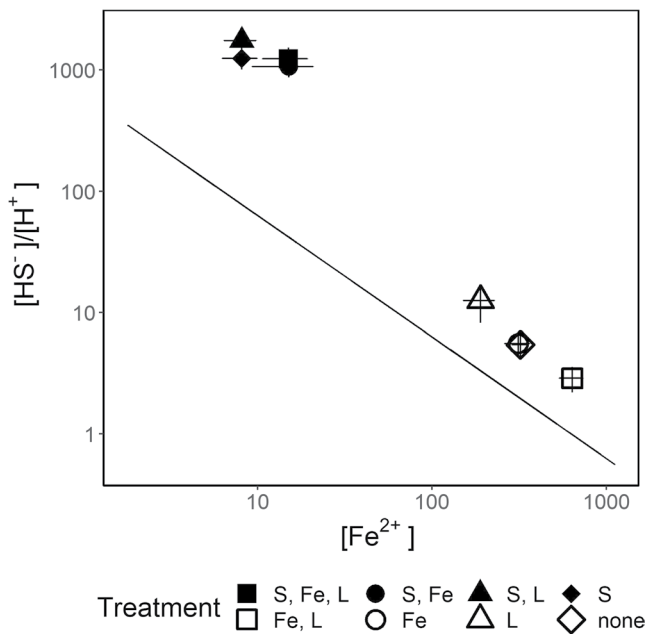 1000
100
10
1
[HS⁻]/[H⁺]
10 100 1000
[Fe²⁺]
Treatment
S, Fe, L S, Fe S, L S
Fe, L Fe L none